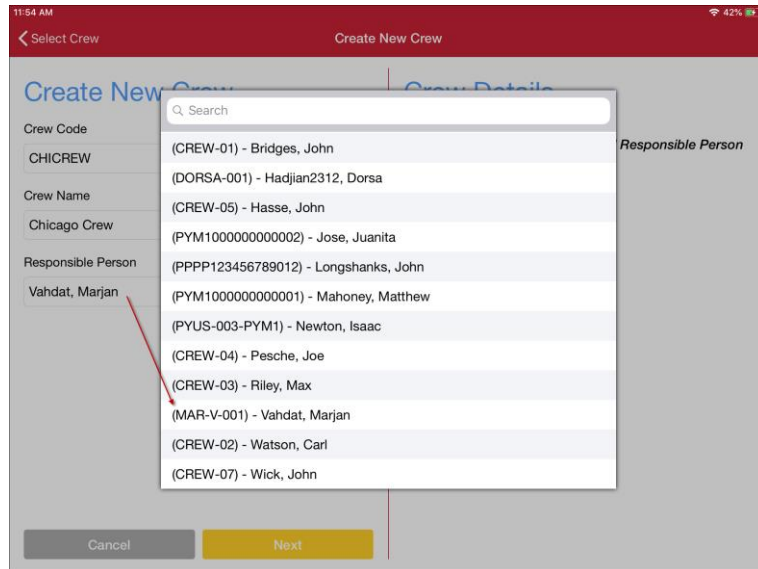 11:54 AM
42%
Select Crew
Create New Crew
Create New Crew
Crew Details
Crew Code
CHICREW
Crew Name
Chicago Crew
Responsible Person
Vahdat, Marjan
Search
(CREW-01) - Bridges, John
(DORSA-001) - Hadjian2312, Dorsa
(CREW-05) - Hasse, John
(PYM1000000000002) - Jose, Juanita
(PPPP123456789012) - Longshanks, John
(PYM1000000000001) - Mahoney, Matthew
(PYUS-003-PYM1) - Newton, Isaac
(CREW-04) - Pesche, Joe
(CREW-03) - Riley, Max
(MAR-V-001) - Vahdat, Marjan
(CREW-02) - Watson, Carl
(CREW-07) - Wick, John
Responsible Person
Cancel
Next